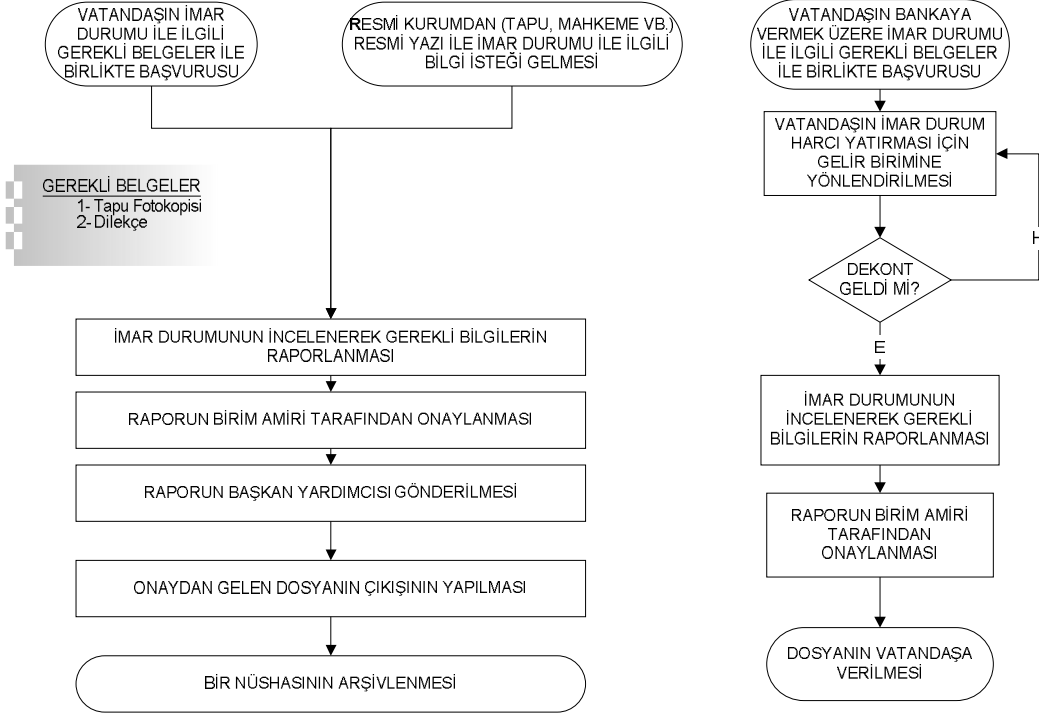 VATANDAŞIN İMAR
DURUMU İLE İLGİLİ
GEREKLİ BELGELER İLE
BİRLİKTE BAŞVURUSU
RESMİ KURUMDAN (TAPU, MAHKEME VB.)
RESMİ YAZI İLE İMAR DURUMU İLE İLGİLİ
BİLGİ İSTEĞİ GELMESİ
GEREKLİ BELGELER
1- Tapu Fotokopisi
2- Dilekçe
İMAR DURUMUNUN İNCELENEREK GEREKLİ BİLGİLERİN
RAPORLANMASI
RAPORUN BİRİM AMİRİ TARAFINDAN ONAYLANMASI
RAPORUN BAŞKAN YARDIMCISI GÖNDERİLMESİ
ONAYDAN GELEN DOSYANIN ÇIKIŞININ YAPILMASI
BİR NÜSHASININ ARŞİVLENMESİ
VATANDAŞIN BANKAYA
VERMEK ÜZERE İMAR DURUMU
İLE İLGİLİ GEREKLİ BELGELER
İLE BİRLİKTE BAŞVURUSU
VATANDAŞIN İMAR DURUM
HARCI YATIRMASI İÇİN
GELİR BİRİMİNE
YÖNLENDİRİLMESİ
H
DEKONT
GELDİ Mİ?
E
İMAR DURUMUNUN
İNCELENEREK GEREKLİ
BİLGİLERİN RAPORLANMASI
RAPORUN BİRİM AMİRİ
TARAFINDAN
ONAYLANMASI
DOSYANIN VATANDAŞA
VERİLMESİ